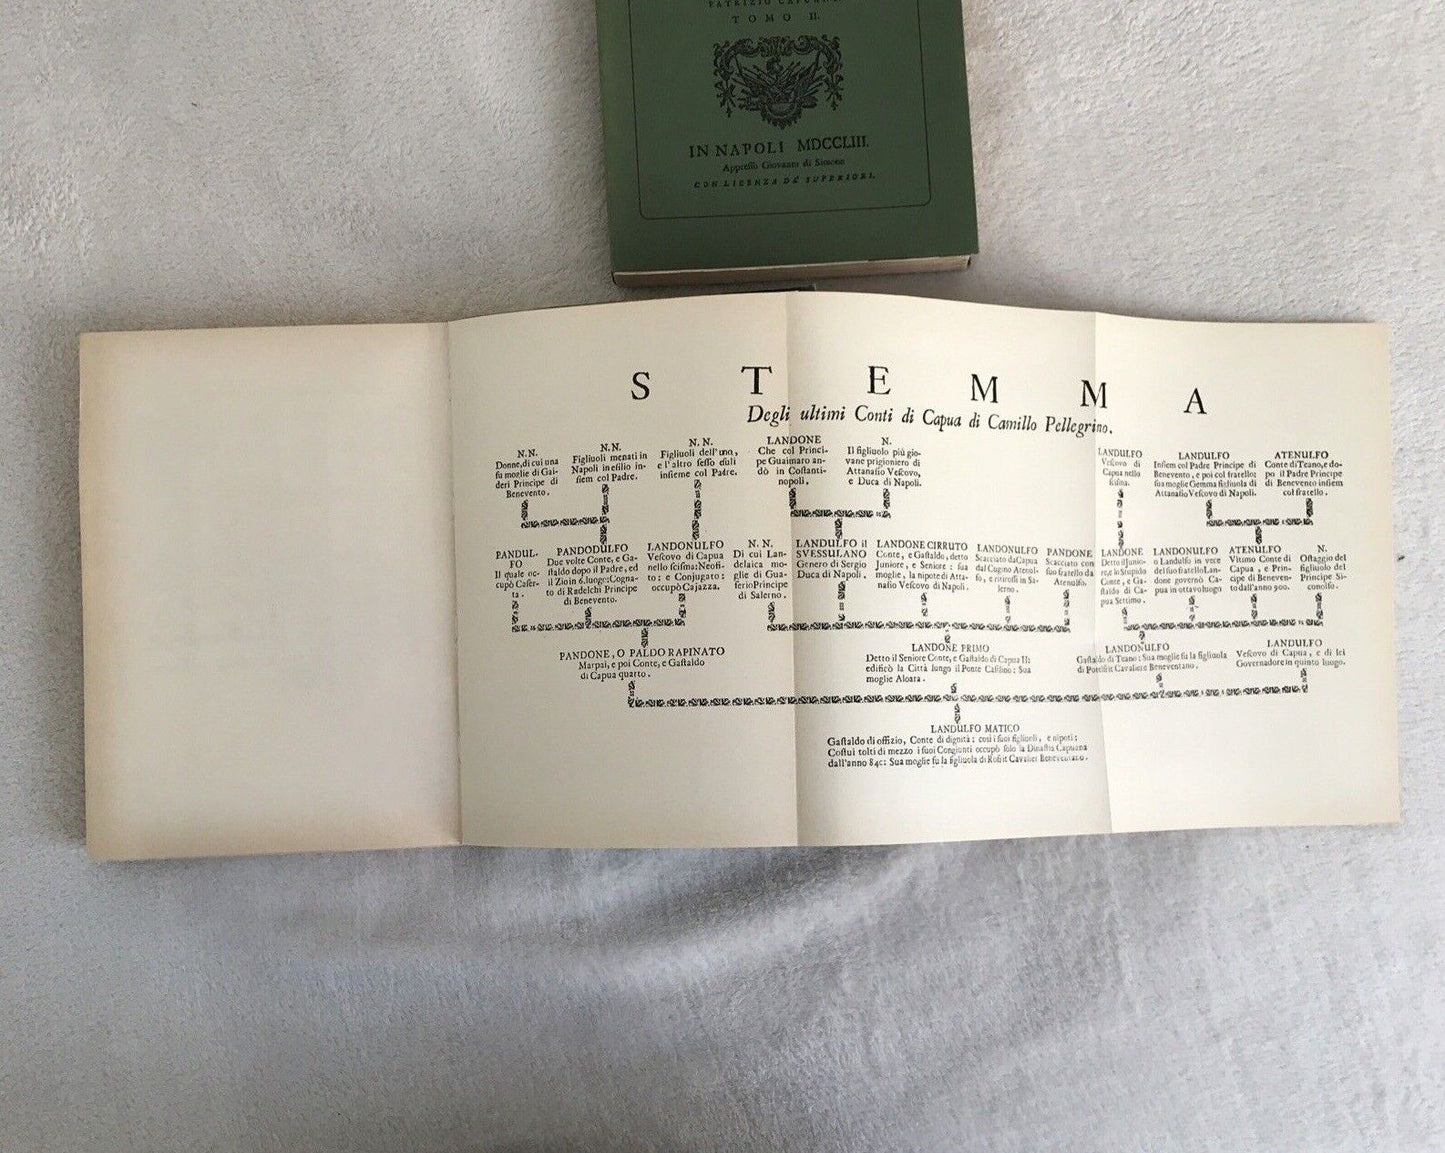 TOMO II.
IN NAPOLI MDCCLIII.
Appresso Giovanni di Simone
CON LICENZA DA' SUPERIORI.
STEMMA
Degli ultimi Conti di Capua di Camillo Pellegrino.
N.N.
Donne, di cui una
fu moglie di Gai-
deri Principe di
Benevento.
N.N.
Figliuoli menati in
Napoli in esilio in-
siem col Padre.
N. N.
Figliuoli dell'uno,
e l'altro sesso esuli
insieme col Padre.
LANDONE
Che col Princi-
pe Guaimaro an-
dò in Costanti-
nopoli.
N.
Il figliuolo più gio-
vane prigioniero di
Attanasio Vescovo,
e Duca di Napoli.
LANDULFO
Vescovo di
Capua nello
scisma.
LANDULFO
Insiem col Padre Principe di
Benevento, e poi col fratello:
sua moglie Gemma figliuola di
Attanasio Vescovo di Napoli.
ATENULFO
Conte di Teano, e do-
po il Padre Principe
di Benevento insiem
col fratello.
PANDUL-
FO
Il quale oc-
cupò Caser-
ta.
PANDODULFO
Due volte Conte, e Ga-
staldo dopo il Padre, ed
il Zio in 6. luogo: Cogna-
to di Radelchi Principe
di Benevento.
LANDONULFO
Vescovo di Capua
nello scisma: Neofi-
to: e Conjugato:
occupò Cajazza.
N. N.
Di cui Lan-
delaica mo-
glie di Gua-
ferio Principe
di Salerno.
LANDULFO il
SVESSULANO
Genero di Sergio
Duca di Napoli,
LANDONE CIRRUTO
Conte, e Gastaldo, detto
Juniore, e Seniore: sua
moglie, la nipote di Atta-
nasio Vescovo di Napoli.
LANDONULFO
Scacciato da Capua
dal Cugino Atenul-
fo, e ritirossi in Sa-
lerno.
PANDONE
Scacciato con
suo fratello da
Atenulfo.
LANDONE
Detto il Junio-
re, e lo Stupido
Conte, e Ga-
staldo di Ca-
pua Settimo.
LANDONULFO
o Landulfo in vece
del suo fratello Lan-
done governò Ca-
pua in ottavo luogo
ATENULFO
Vltimo Conte di
Capua, e Prin-
cipe di Beneven-
to dall'anno 900.
N.
Ostaggio del
figliuolo del
Principe Si-
conolfo.
PANDONE, O PALDO RAPINATO
Marpai, e poi Conte, e Gastaldo
di Capua quarto.
LANDONE PRIMO
Detto il Seniore Conte, e Gastaldo di Capua II:
edificò la Città lungo il Ponte Casilino: Sua
moglie Aloara.
LANDONULFO
Gastaldo di Teano: Sua moglie fu la figliuola
di Potefrit Cavaliere Beneventano.
LANDULFO
Vescovo di Capua, e di lei
Governadore in quinto luogo.
LANDULFO MATICO
Gastaldo di offizio, Conte di dignità: così i suoi figliuoli, e nipoti:
Costui tolti di mezzo i suoi Congiunti occupò solo la Dinastia Capuana
dall'anno 840: Sua moglie fu la figliuola di Rofit Cavalier Beneventano.